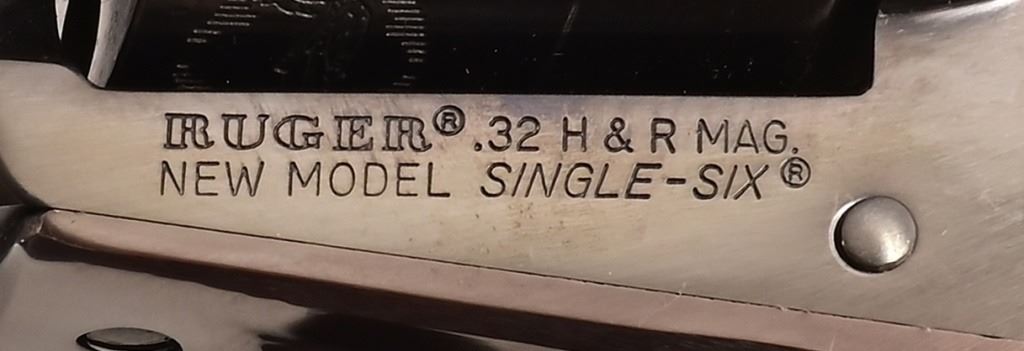 RUGER® .32 H & R MAG.
NEW MODEL SINGLE-SIX®